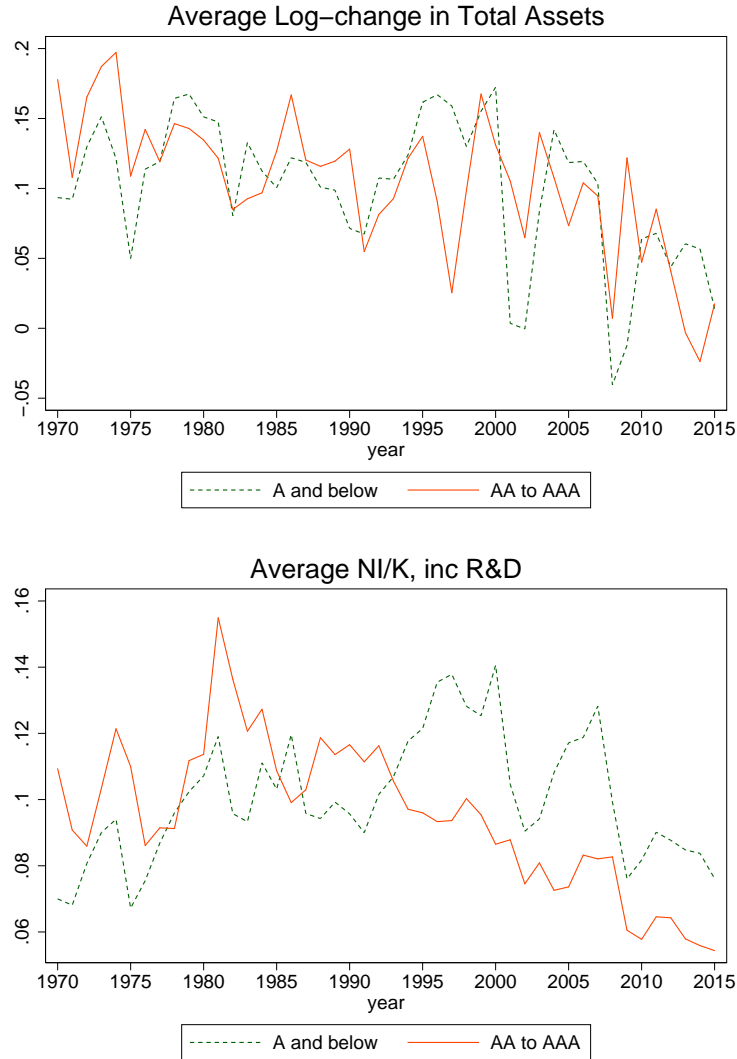 Average Log−change in Total Assets
.2
.15
.1
.05
0
−.05
1970 1975 1980 1985 1990 1995 2000 2005 2010 2015
year
A and below AA to AAA
Average NI/K, inc R&D
.16
.14
.12
.1
.08
.06
1970 1975 1980 1985 1990 1995 2000 2005 2010 2015
year
A and below AA to AAA